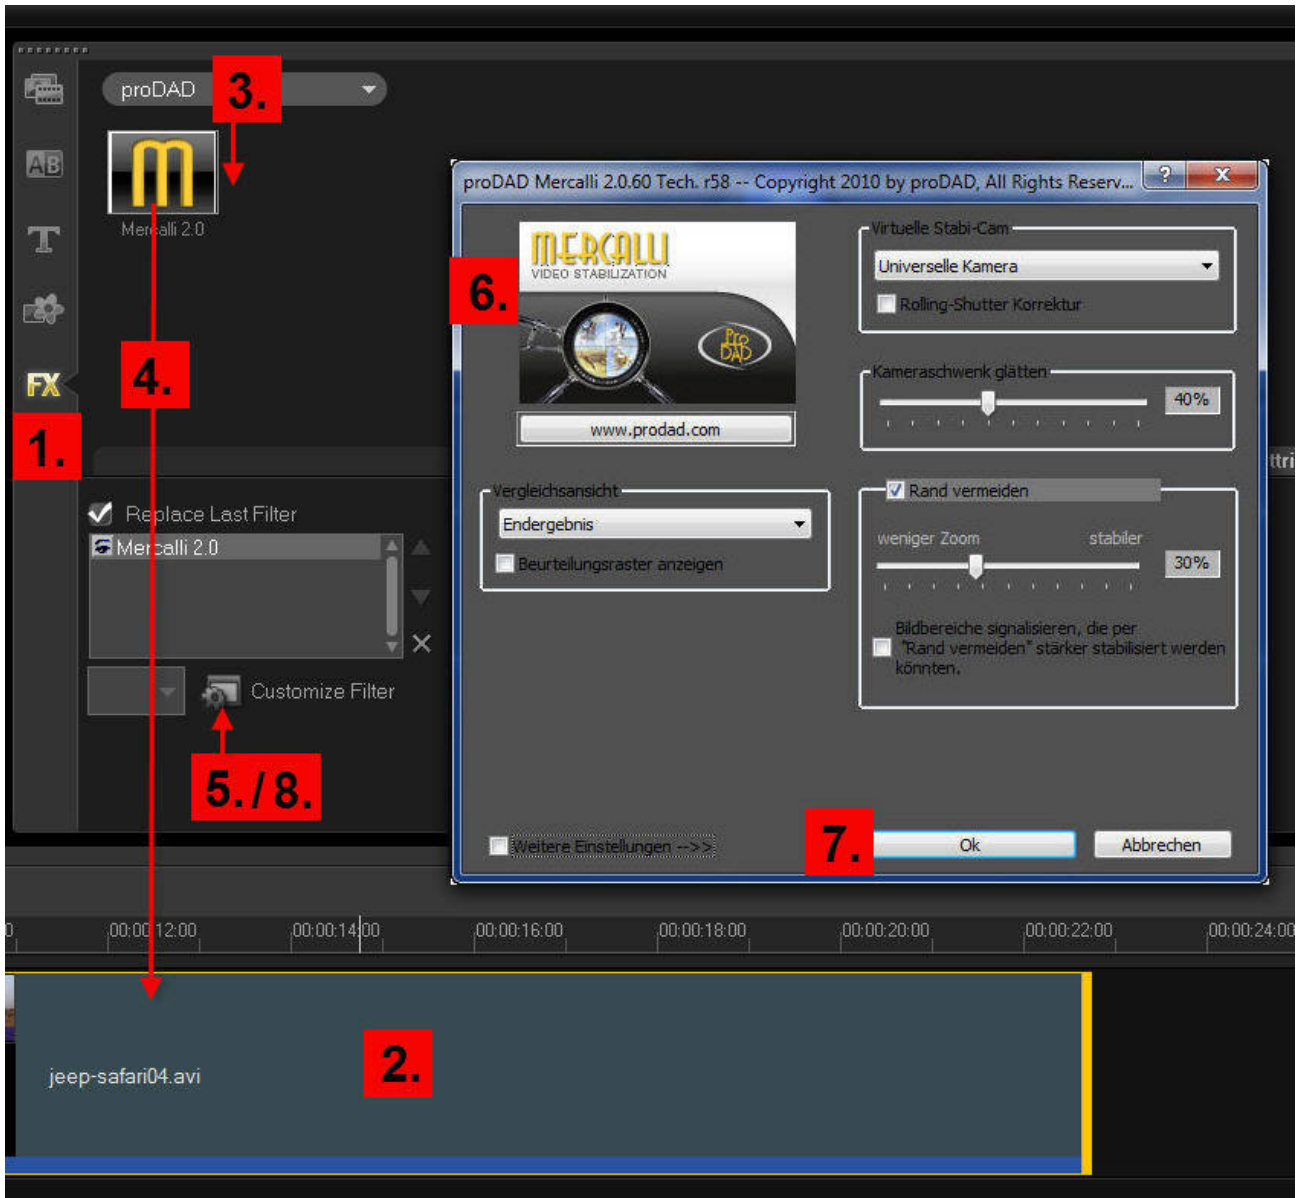 proDAD
3.
AB
Mercalli 2.0
T
4.
FX
1.
Replace Last Filter
Mercalli 2.0
Customize Filter
5. / 8.
proDAD Mercalli 2.0.60 Tech. r58 -- Copyright 2010 by proDAD, All Rights Reserv...
?
X
6.
MERCALLI
VIDEO STABILIZATION
ProDAD
www.prodad.com
Vergleichsansicht
Endergebnis
Beurteilungsraster anzeigen
Virtuelle Stabi-Cam
Universelle Kamera
Rolling-Shutter Korrektur
Kameraschwenk glätten
40%
Rand vermeiden
weniger Zoom stabiler
30%
Bildbereiche signalisieren, die per
"Rand vermeiden" stärker stabilisiert werden
könnten.
Weitere Einstellungen -->>
7.
Ok
Abbrechen
ttri
0 00:00:12:00 00:00:14:00 00:00:16:00 00:00:18:00 00:00:20:00 00:00:22:00 00:00:24:00
jeep-safari04.avi
2.